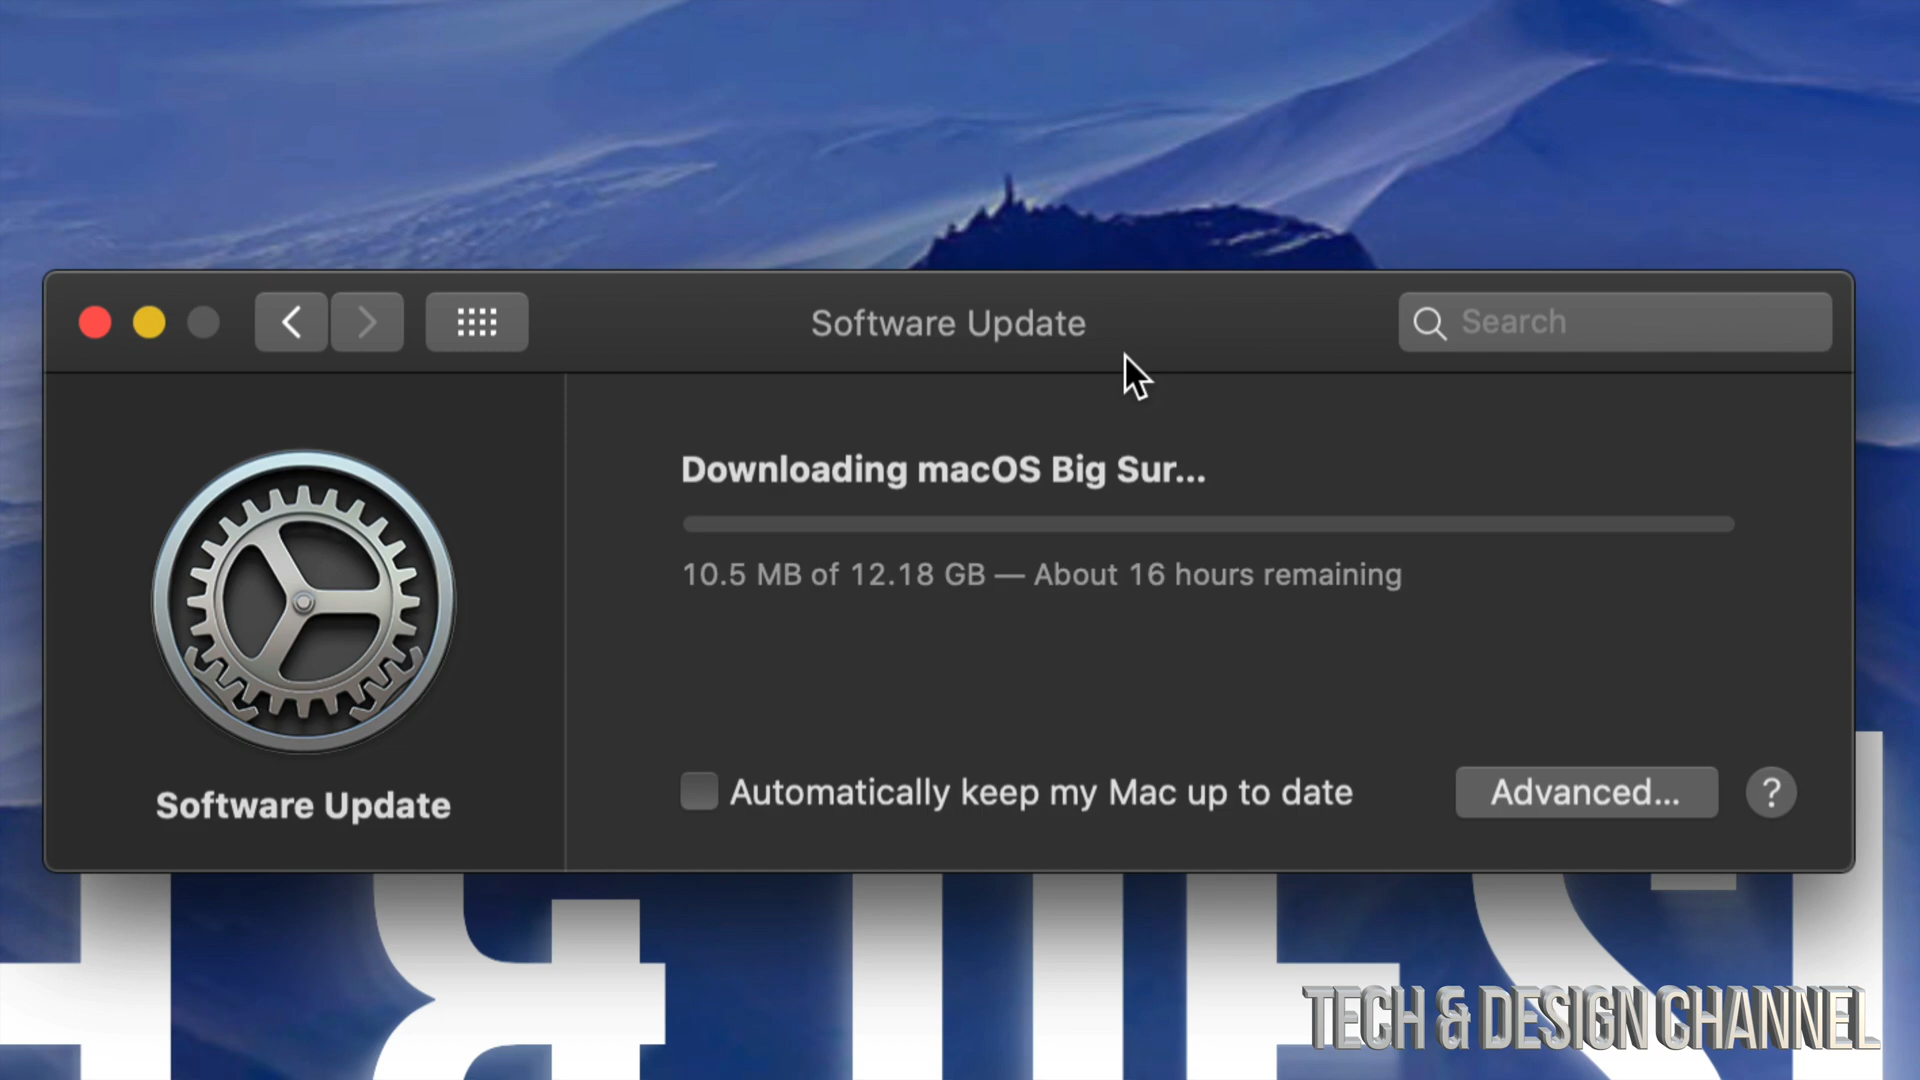 Software Update
Search
Downloading macOS Big Sur...
10.5 MB of 12.18 GB — About 16 hours remaining
Software Update
Automatically keep my Mac up to date
Advanced...
?
TECH & DESIGN CHANNEL